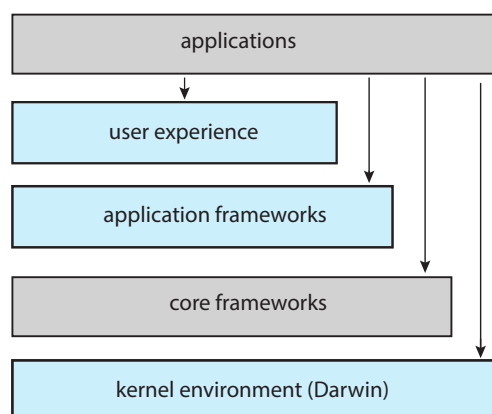 applications
user experience
application frameworks
core frameworks
kernel environment (Darwin)